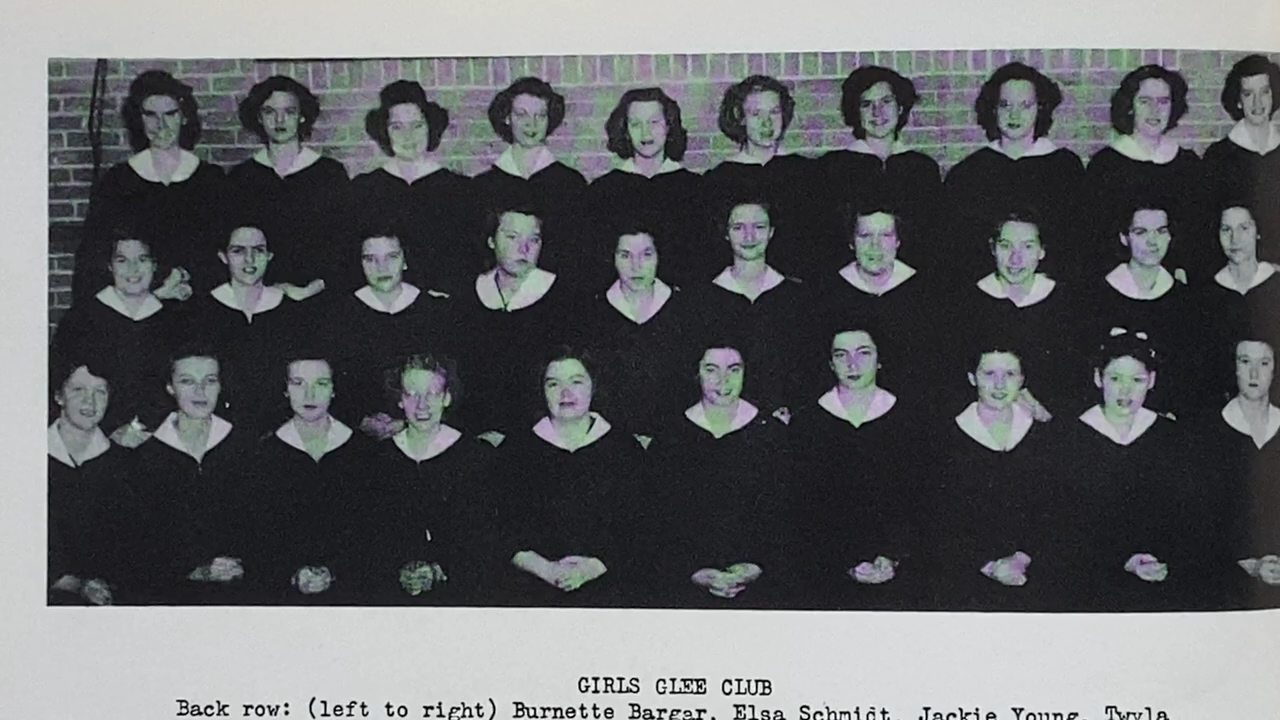 GIRLS GLEE CLUB
Back row: (left to right) Burnette Bargar, Elsa Schmidt, Jackie Young, Twyla